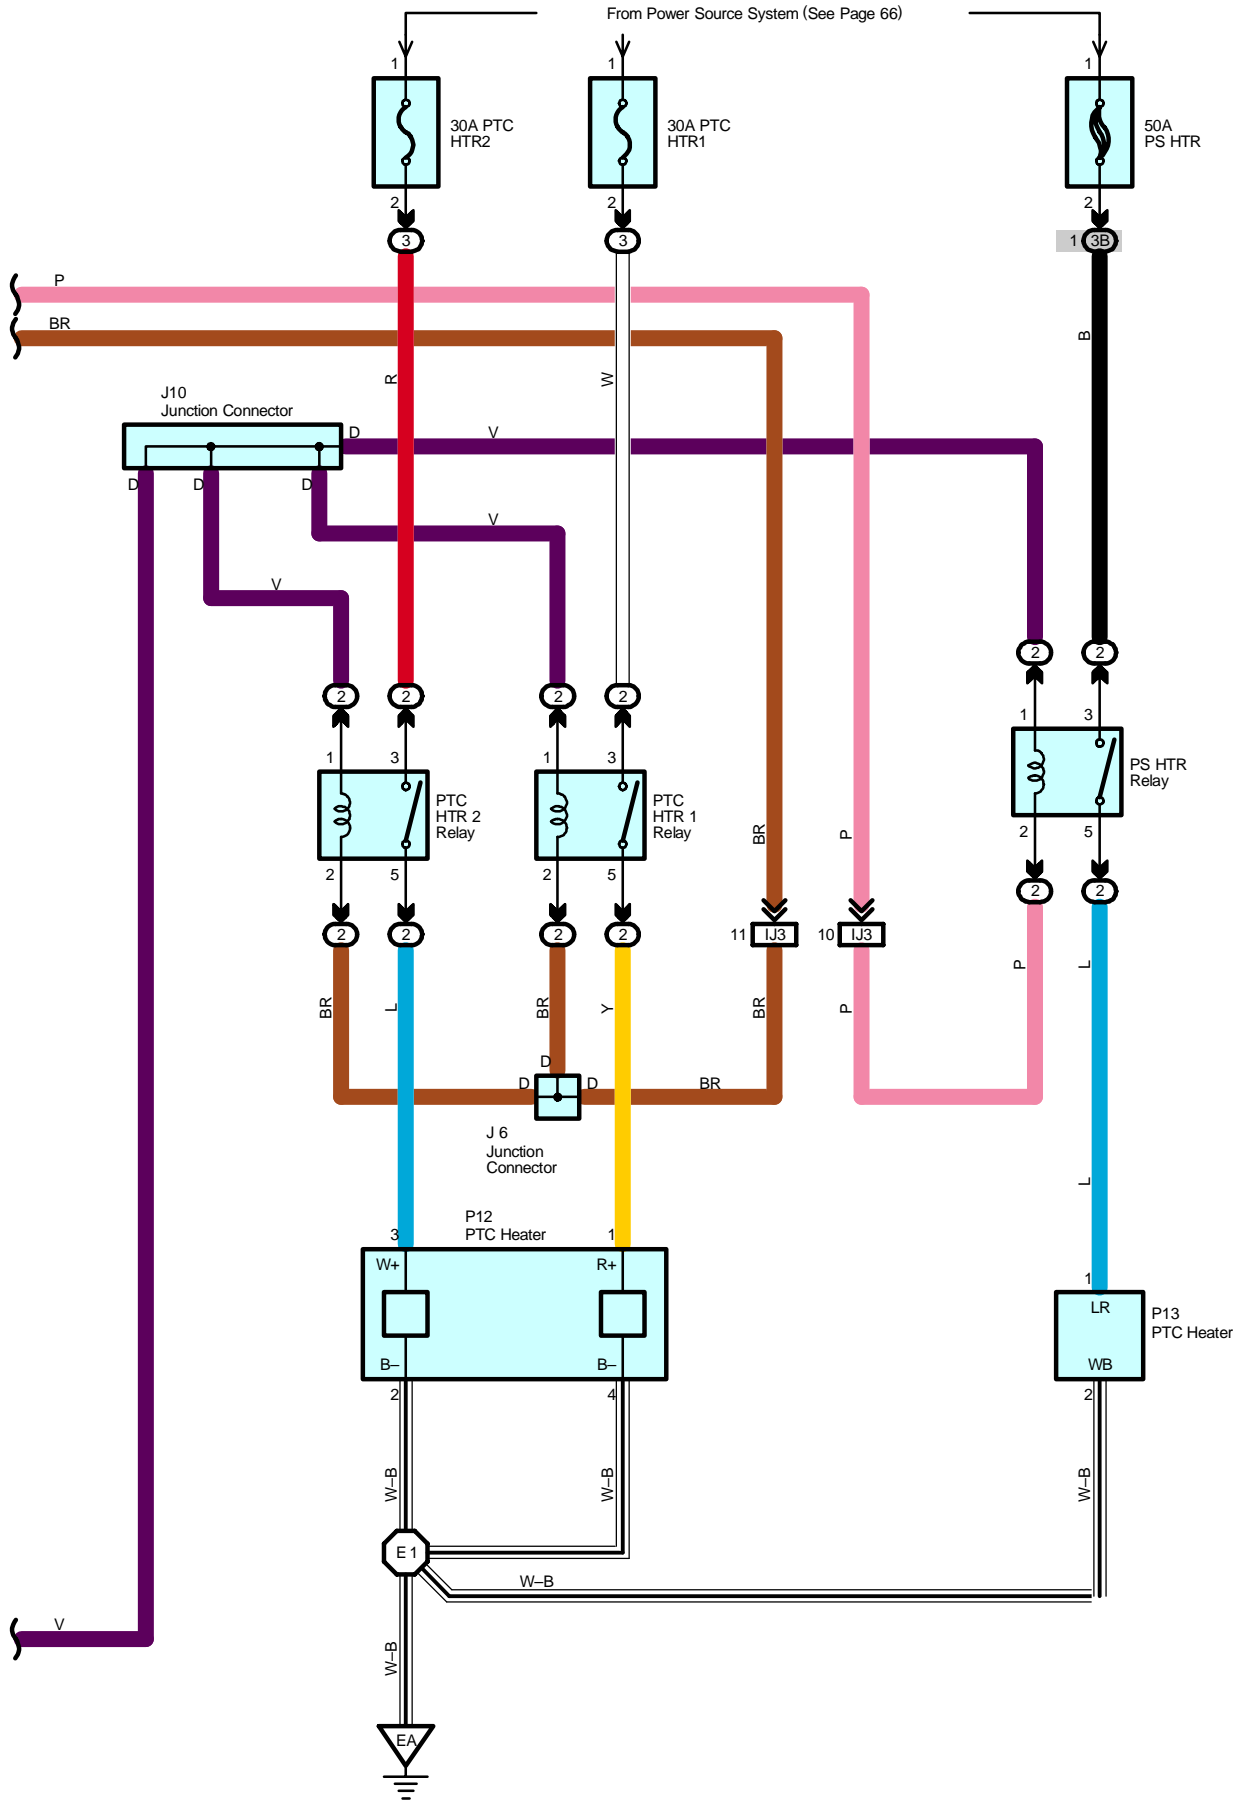 From Power Source System (See Page 66)
1
1
1
30A PTC
HTR2
30A PTC
HTR1
50A
PS HTR
2
2
2
3
3
1 3B
P
BR
R
W
B
J10
Junction Connector
D
V
D
D
D
V
V
2
2
2
2
2
2
1
3
1
3
1
3
PTC
HTR 2
Relay
PTC
HTR 1
Relay
PS HTR
Relay
BR
P
2
5
2
5
2
5
2
2
2
2
2
2
11 IJ3
10 IJ3
BR
L
BR
Y
BR
P
P
L
D
D
D
BR
J 6
Junction
Connector
L
P12
PTC Heater
3
1
1
W+
R+
LR
P13
PTC Heater
B–
B–
WB
2
4
2
W–B
W–B
W–B
E 1
W–B
V
W–B
EA